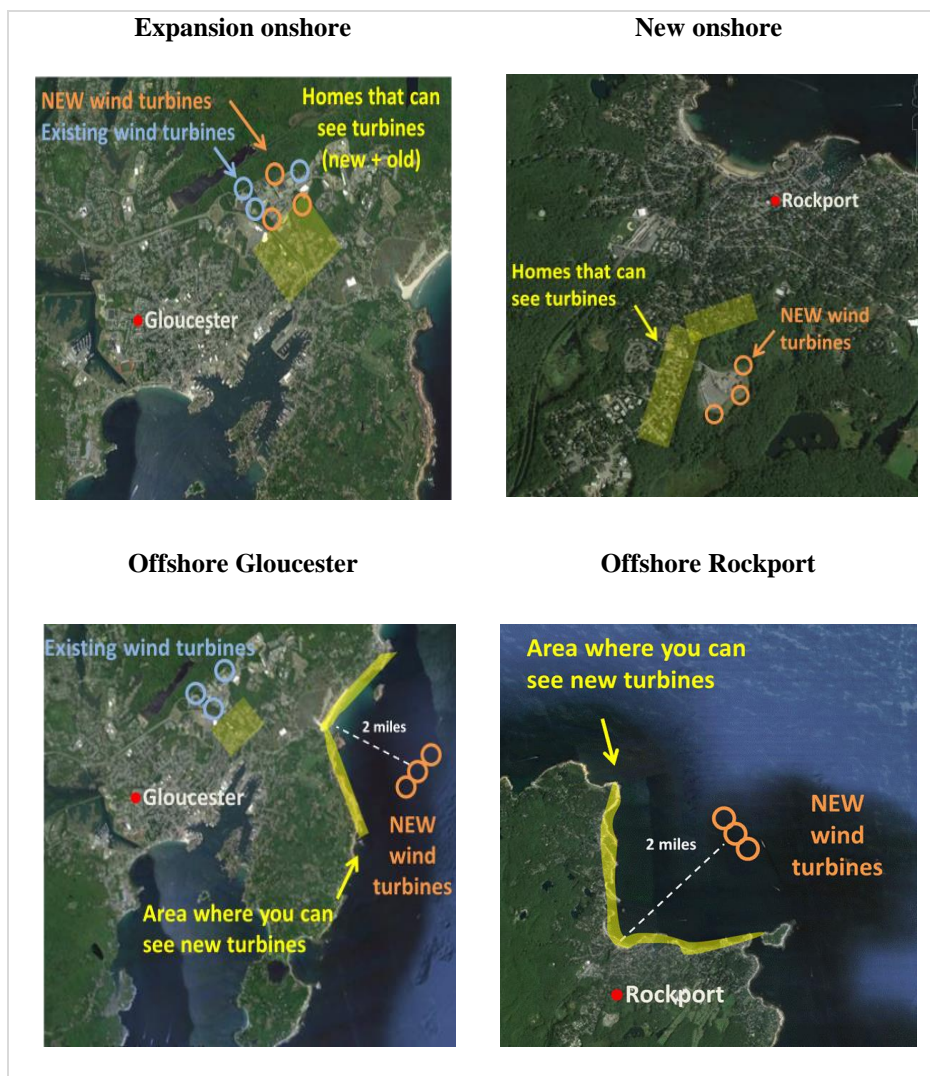 Expansion onshore
New onshore
NEW wind turbines
Existing wind turbines
Homes that can
see turbines
(new + old)
Gloucester
Rockport
Homes that can
see turbines
NEW wind
turbines
Offshore Gloucester
Offshore Rockport
Existing wind turbines
2 miles
Gloucester
NEW
wind
turbines
Area where you can
see new turbines
Area where you can
see new turbines
2 miles
NEW
wind
turbines
Rockport